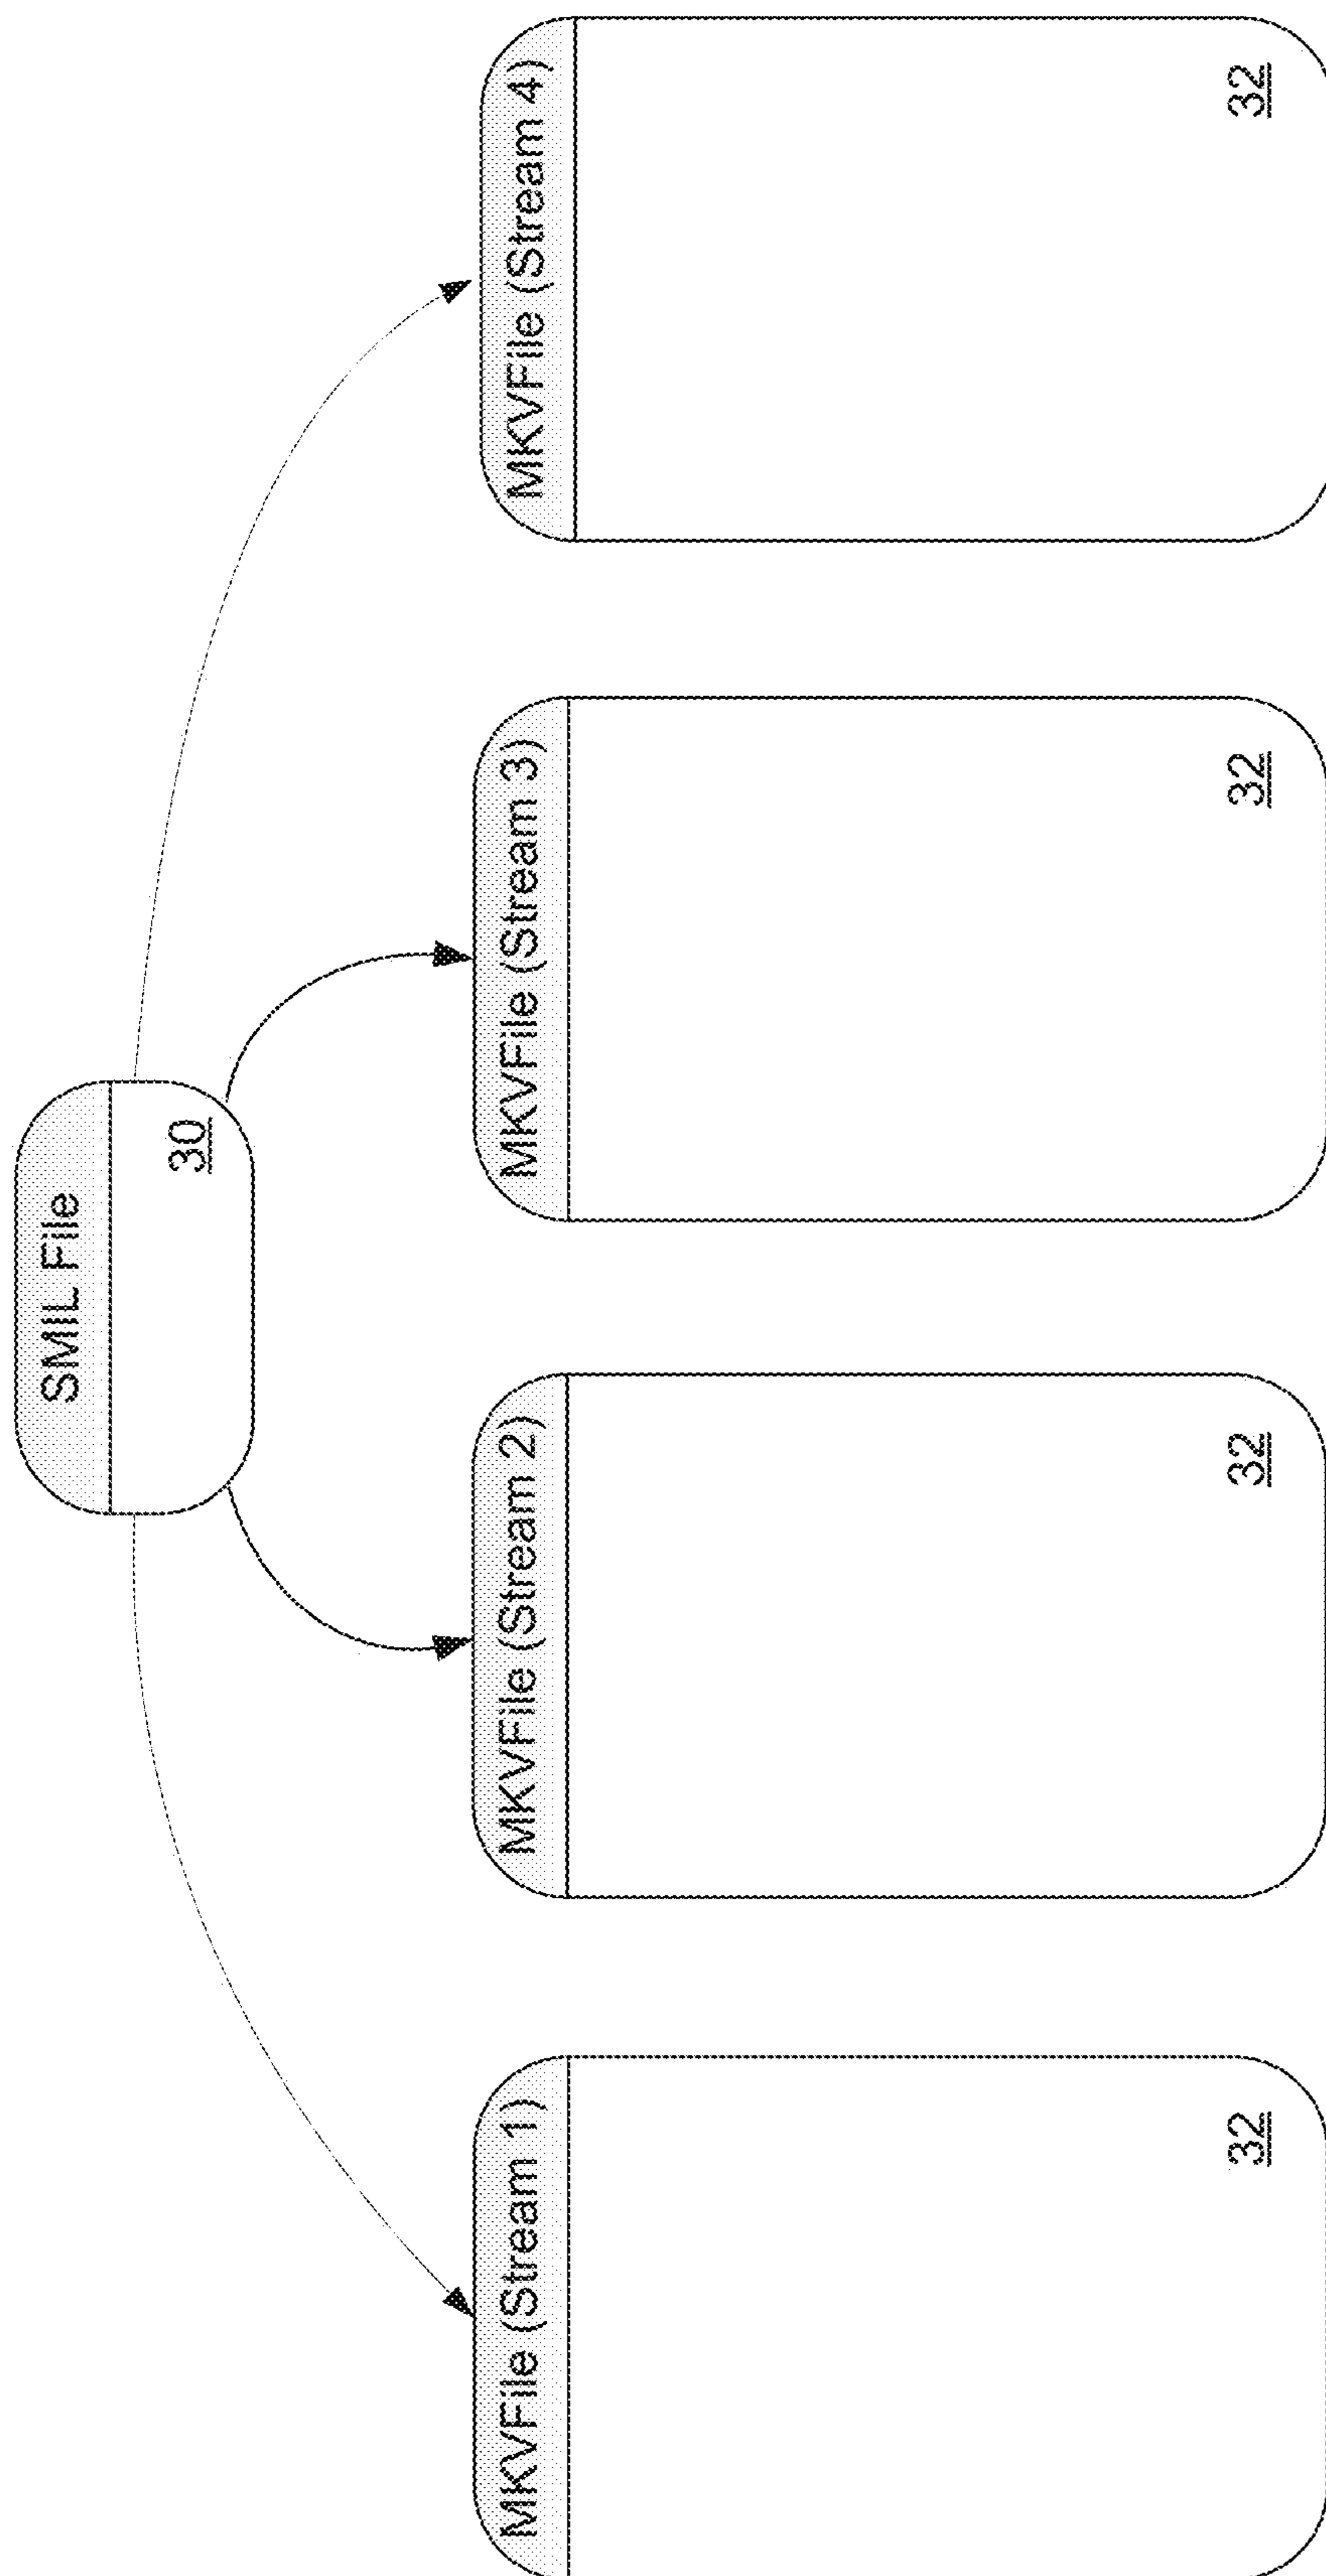 SMIL File
30
MKVFile (Stream 1)
32
MKVFile (Stream 2)
32
MKVFile (Stream 3)
32
MKVFile (Stream 4)
32